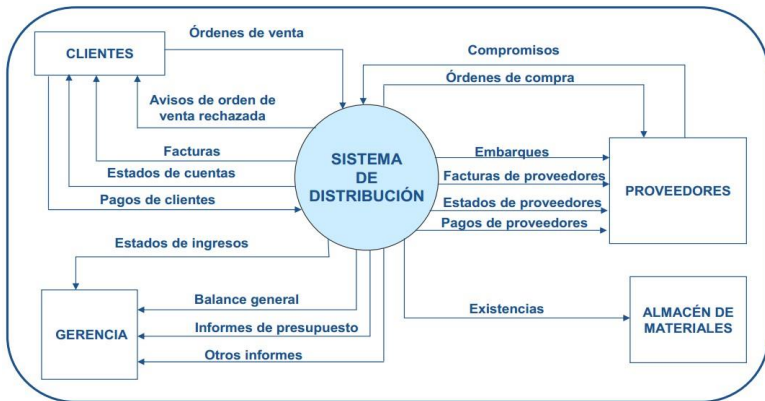 Órdenes de venta
CLIENTES
Avisos de orden de
venta rechazada
Facturas
Estados de cuentas
Pagos de clientes
Estados de ingresos
SISTEMA
DE
DISTRIBUCIÓN
Compromisos
Órdenes de compra
Embarques
Facturas de proveedores
Estados de proveedores
Pagos de proveedores
PROVEEDORES
Balance general
Informes de presupuesto
Otros informes
GERENCIA
Existencias
ALMACÉN DE
MATERIALES